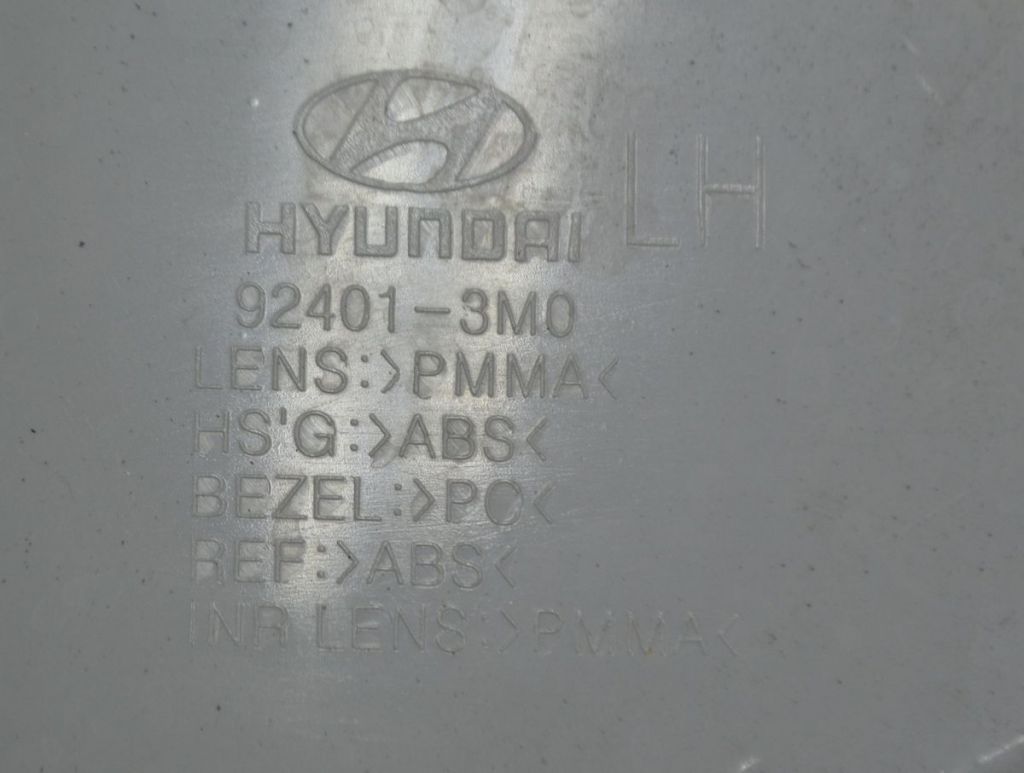 HYUNDAI LH
92401-3M0
LENS:>PMMA<
HS'G:>ABS<
BEZEL:>PC<
REF:>ABS<
INR LENS:>PMMA<